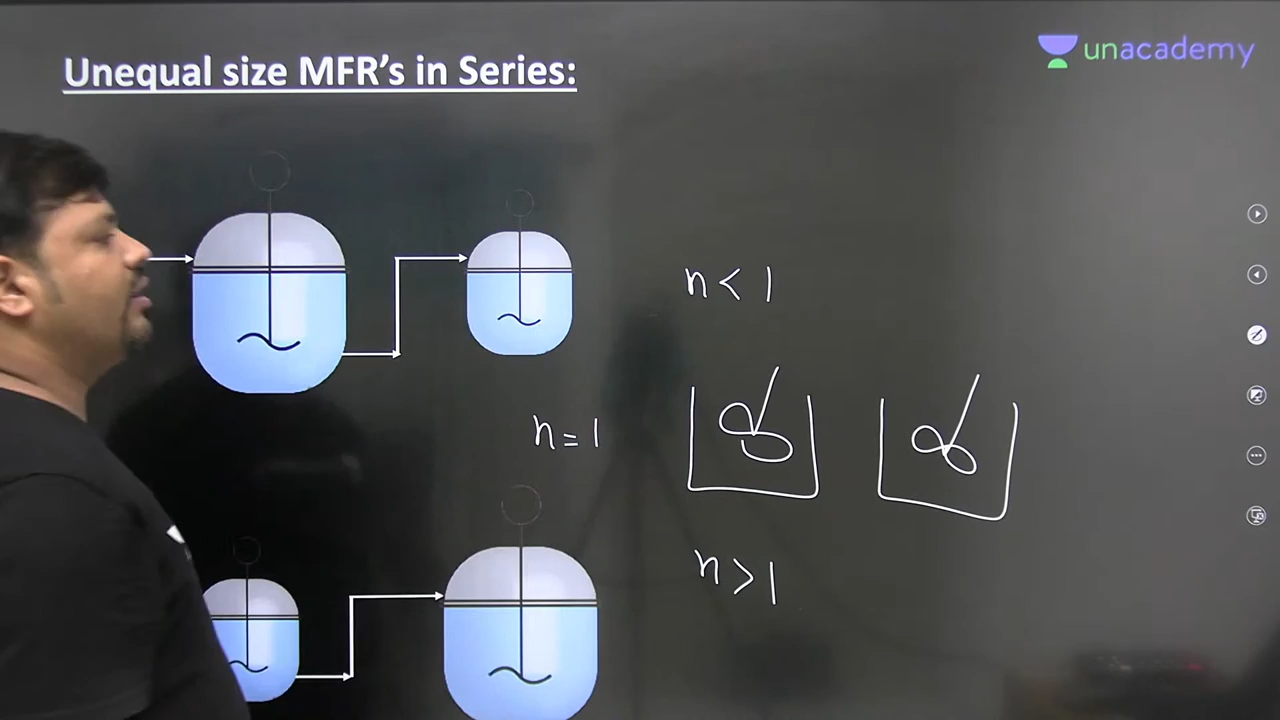 Unequal size MFR's in Series:
unacademy
n < 1
n = 1
n > 1